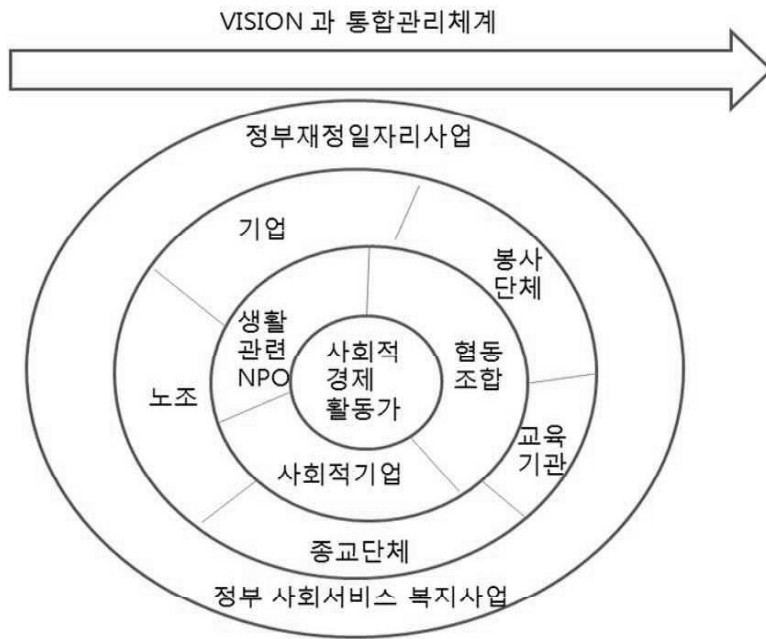 VISION 과 통합관리체계
정부재정일자리사업
기업
봉사
단체
생활
관련
NPO
사회적
경제
활동가
협동
조합
노조
교육
기관
사회적기업
종교단체
정부 사회서비스 복지사업